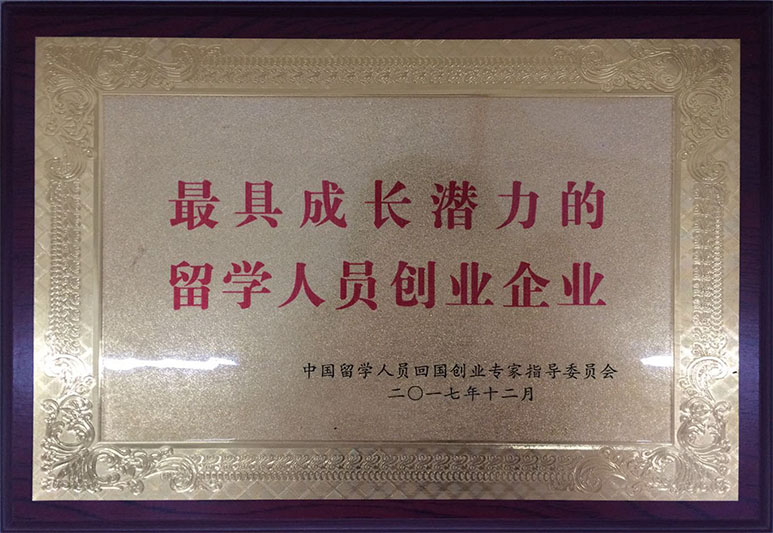 最具成长潜力的
留学人员创业企业
中国留学人员回国创业专家指导委员会
二〇一七年十二月